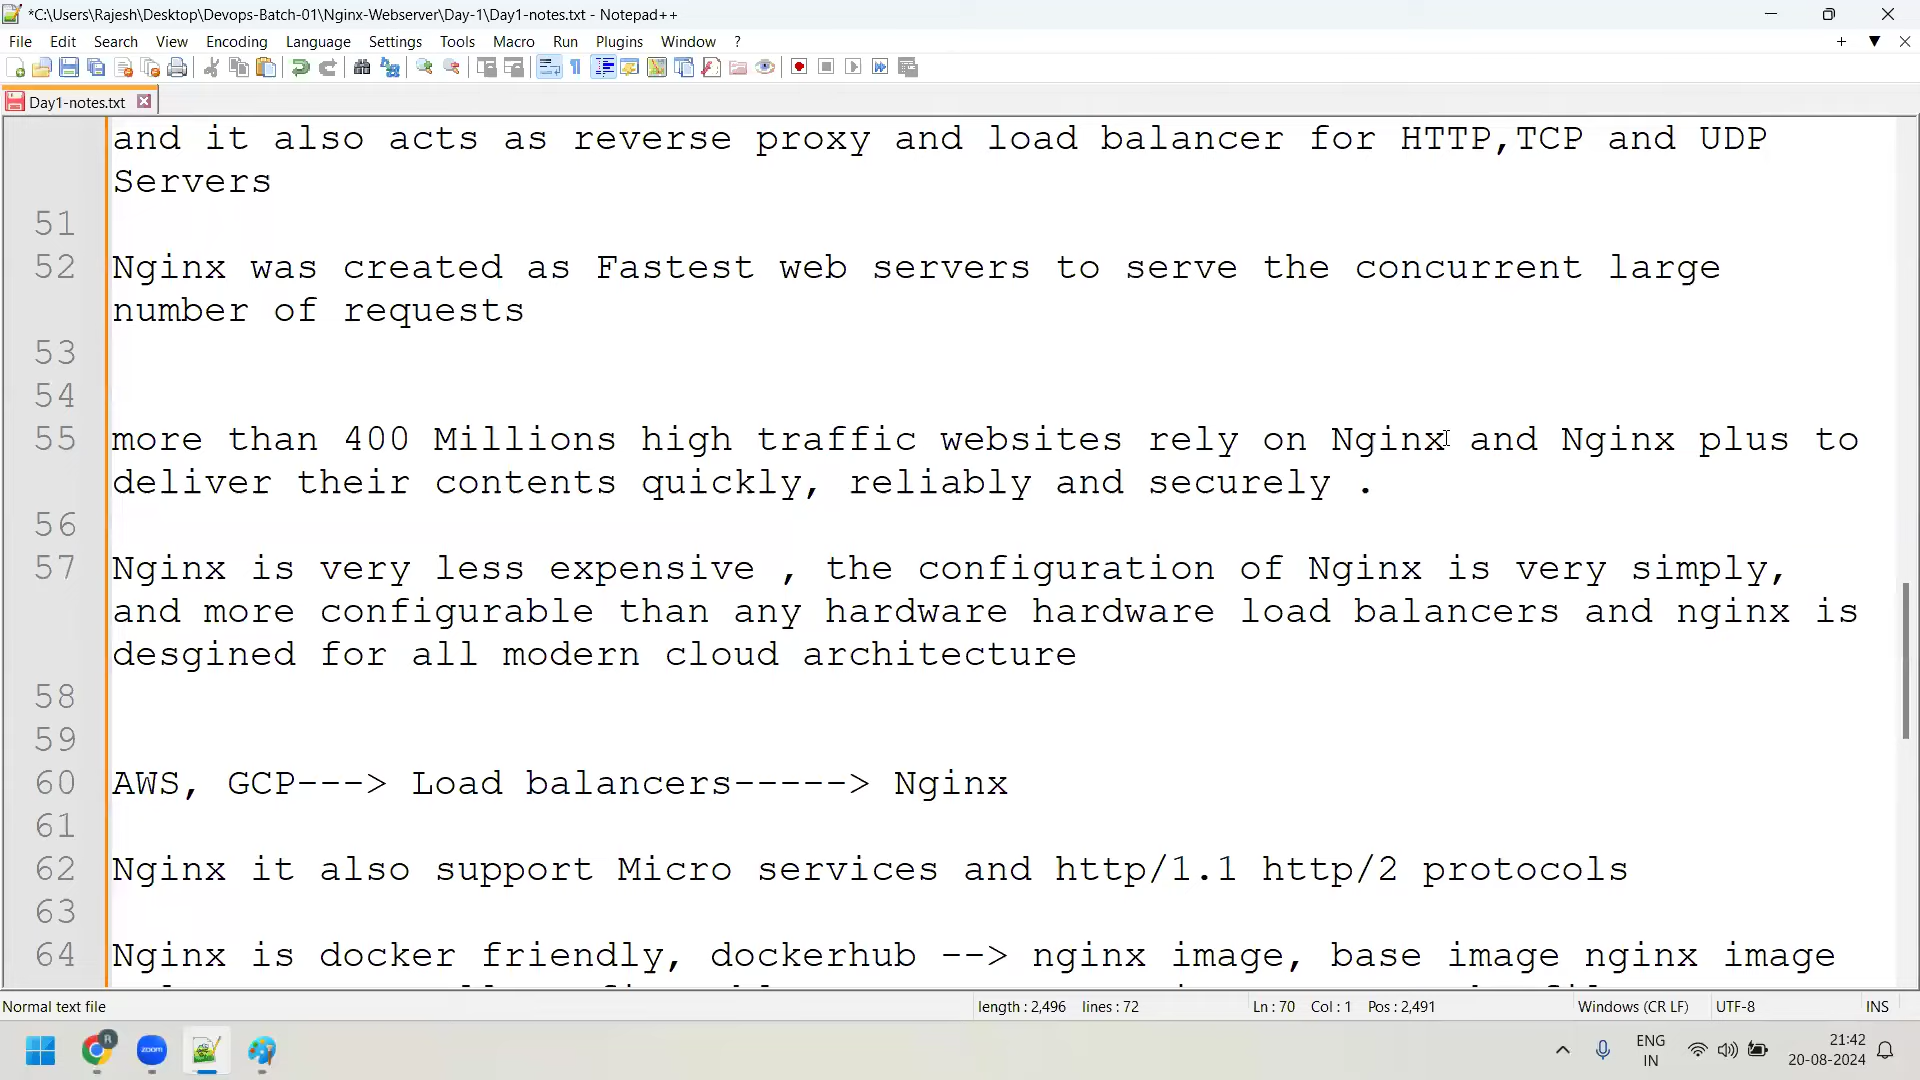 *C:\Users\Rajesh\Desktop\Devops-Batch-01\Nginx-Webserver\Day-1\Day1-notes.txt - Notepad++
File Edit Search View Encoding Language Settings Tools Macro Run Plugins Window ?
Day1-notes.txt
and it also acts as reverse proxy and load balancer for HTTP,TCP and UDP
Servers
51
52 Nginx was created as Fastest web servers to serve the concurrent large
number of requests
53
54
55 more than 400 Millions high traffic websites rely on Nginx and Nginx plus to
deliver their contents quickly, reliably and securely .
56
57 Nginx is very less expensive , the configuration of Nginx is very simply,
and more configurable than any hardware hardware load balancers and nginx is
desgined for all modern cloud architecture
58
59
60 AWS, GCP---> Load balancers-----> Nginx
61
62 Nginx it also support Micro services and http/1.1 http/2 protocols
63
64 Nginx is docker friendly, dockerhub --> nginx image, base image nginx image
Normal text file length : 2,496 lines : 72 Ln : 70 Col : 1 Pos : 2,491 Windows (CR LF) UTF-8 INS
zoom
ENG
IN
21:42
20-08-2024